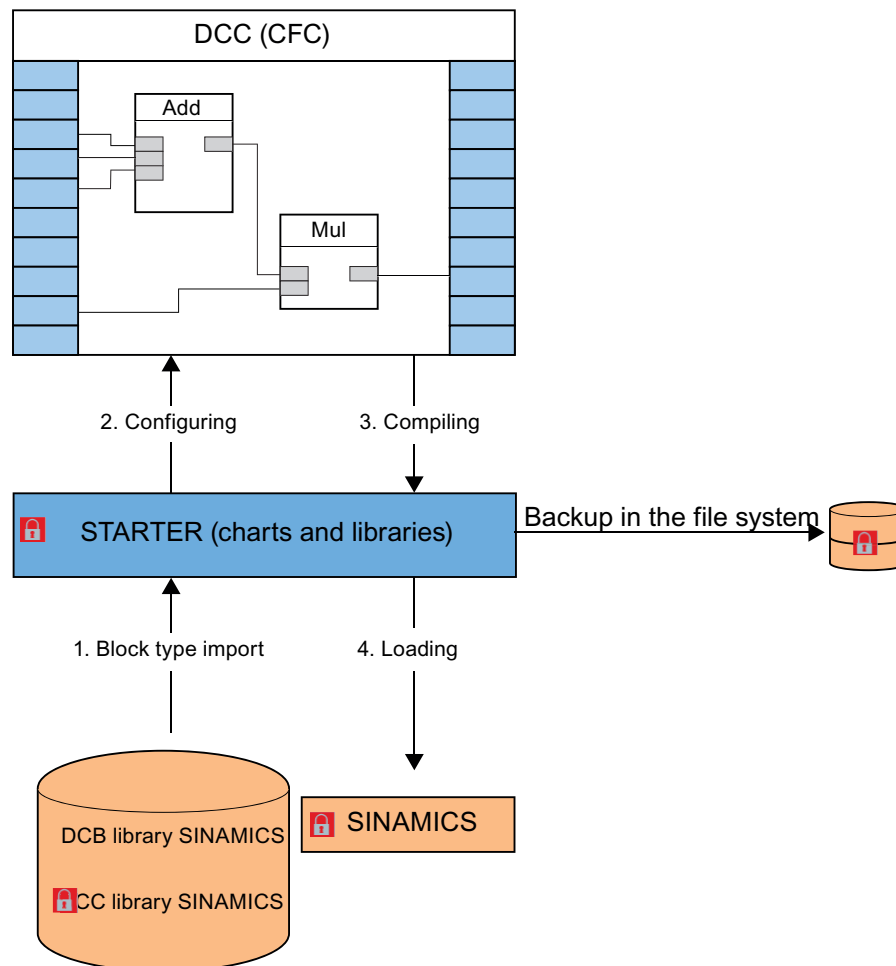 DCC (CFC)
Add
Mul
2. Configuring
3. Compiling
STARTER (charts and libraries)
Backup in the file system
1. Block type import
4. Loading
DCB library SINAMICS
SINAMICS
CC library SINAMICS